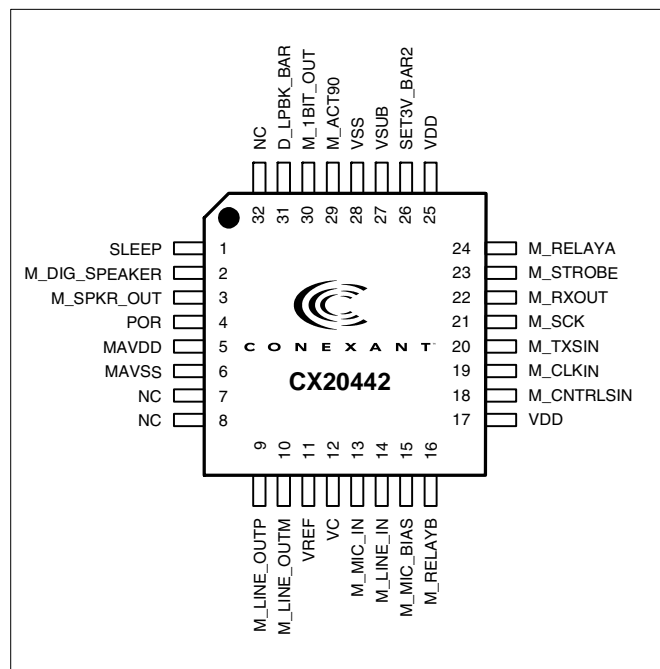 NC
D_LPBK_BAR
M_1BIT_OUT
M_ACT90
VSS
VSUB
SET3V_BAR2
VDD
32
31
30
29
28
27
26
25
SLEEP 1
M_DIG_SPEAKER 2
M_SPKR_OUT 3
POR 4
MAVDD 5
MAVSS 6
NC 7
NC 8
24 M_RELAYA
23 M_STROBE
22 M_RXOUT
21 M_SCK
20 M_TXSIN
19 M_CLKIN
18 M_CNTRLSIN
17 VDD
CONEXANT
CX20442
9
10
11
12
13
14
15
16
M_LINE_OUTP
M_LINE_OUTM
VREF
VC
M_MIC_IN
M_LINE_IN
M_MIC_BIAS
M_RELAYB